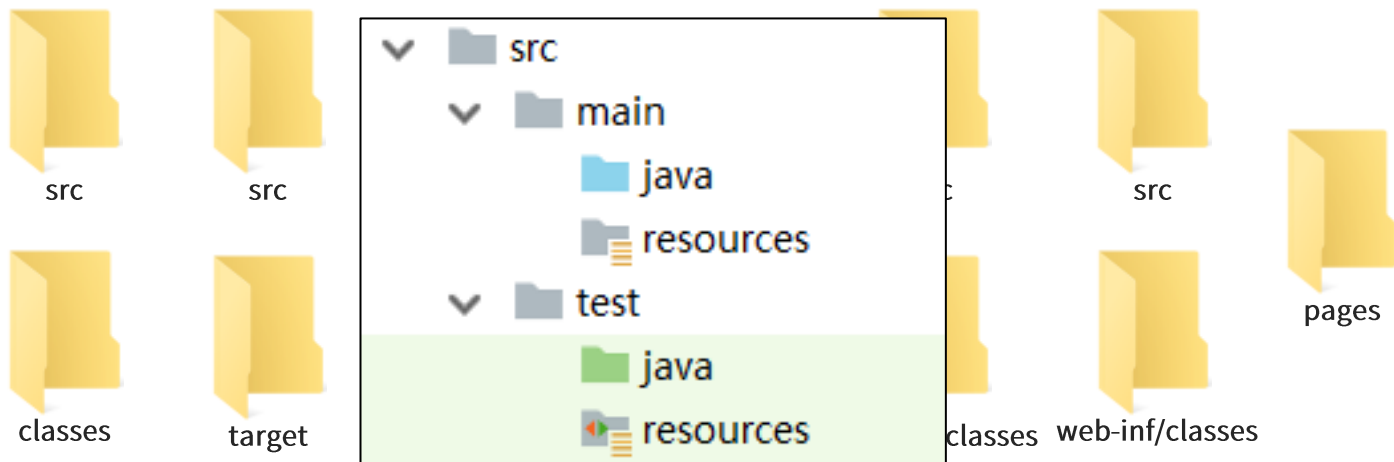 src
main
java
resources
test
java
resources
src
src
c
src
pages
classes
target
classes
web-inf/classes